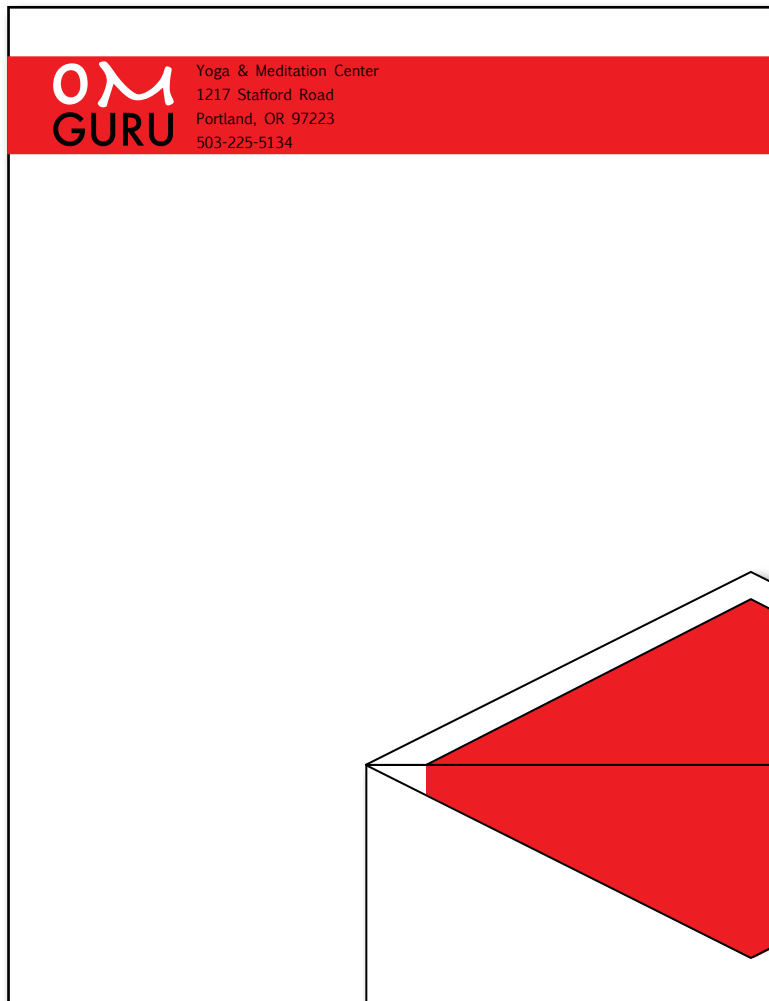 OM
GURU
Yoga & Meditation Center
1217 Stafford Road
Portland, OR 97223
503-225-5134